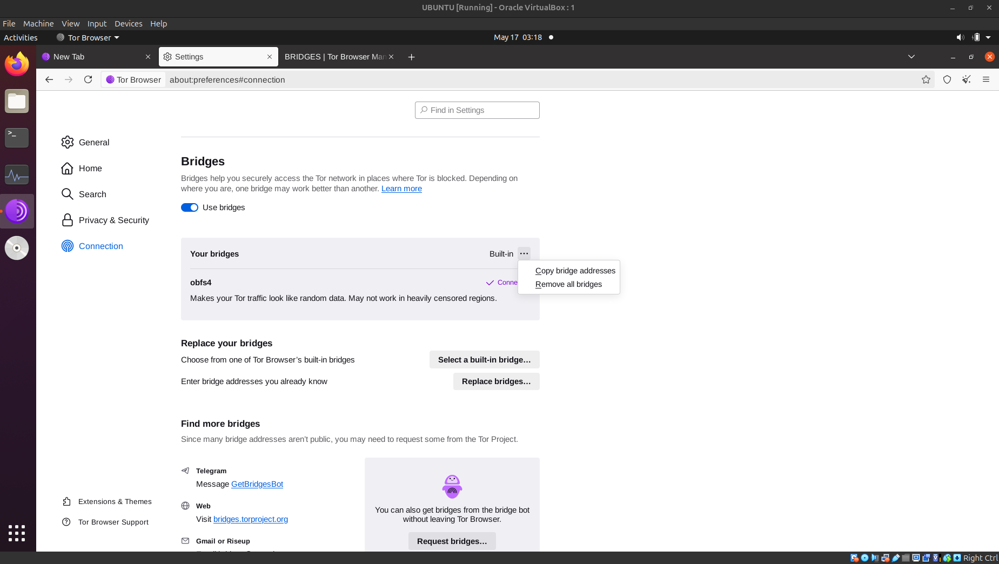 UBUNTU [Running] - Oracle VirtualBox : 1
File Machine View Input Devices Help
Activities Tor Browser May 17 03:18
New Tab
Settings
BRIDGES | Tor Browser Man
Tor Browser about:preferences#connection
Find in Settings
General
Home
Search
Privacy & Security
Connection
Extensions & Themes
Tor Browser Support
Bridges
Bridges help you securely access the Tor network in places where Tor is blocked. Depending on
where you are, one bridge may work better than another. Learn more
Use bridges
Your bridges Built-in
Copy bridge addresses
Remove all bridges
obfs4 Conne
Makes your Tor traffic look like random data. May not work in heavily censored regions.
Replace your bridges
Choose from one of Tor Browser’s built-in bridges Select a built-in bridge…
Enter bridge addresses you already know Replace bridges…
Find more bridges
Since many bridge addresses aren’t public, you may need to request some from the Tor Project.
Telegram
Message GetBridgesBot
Web
Visit bridges.torproject.org
Gmail or Riseup
You can also get bridges from the bridge bot
without leaving Tor Browser.
Request bridges…
Right Ctrl